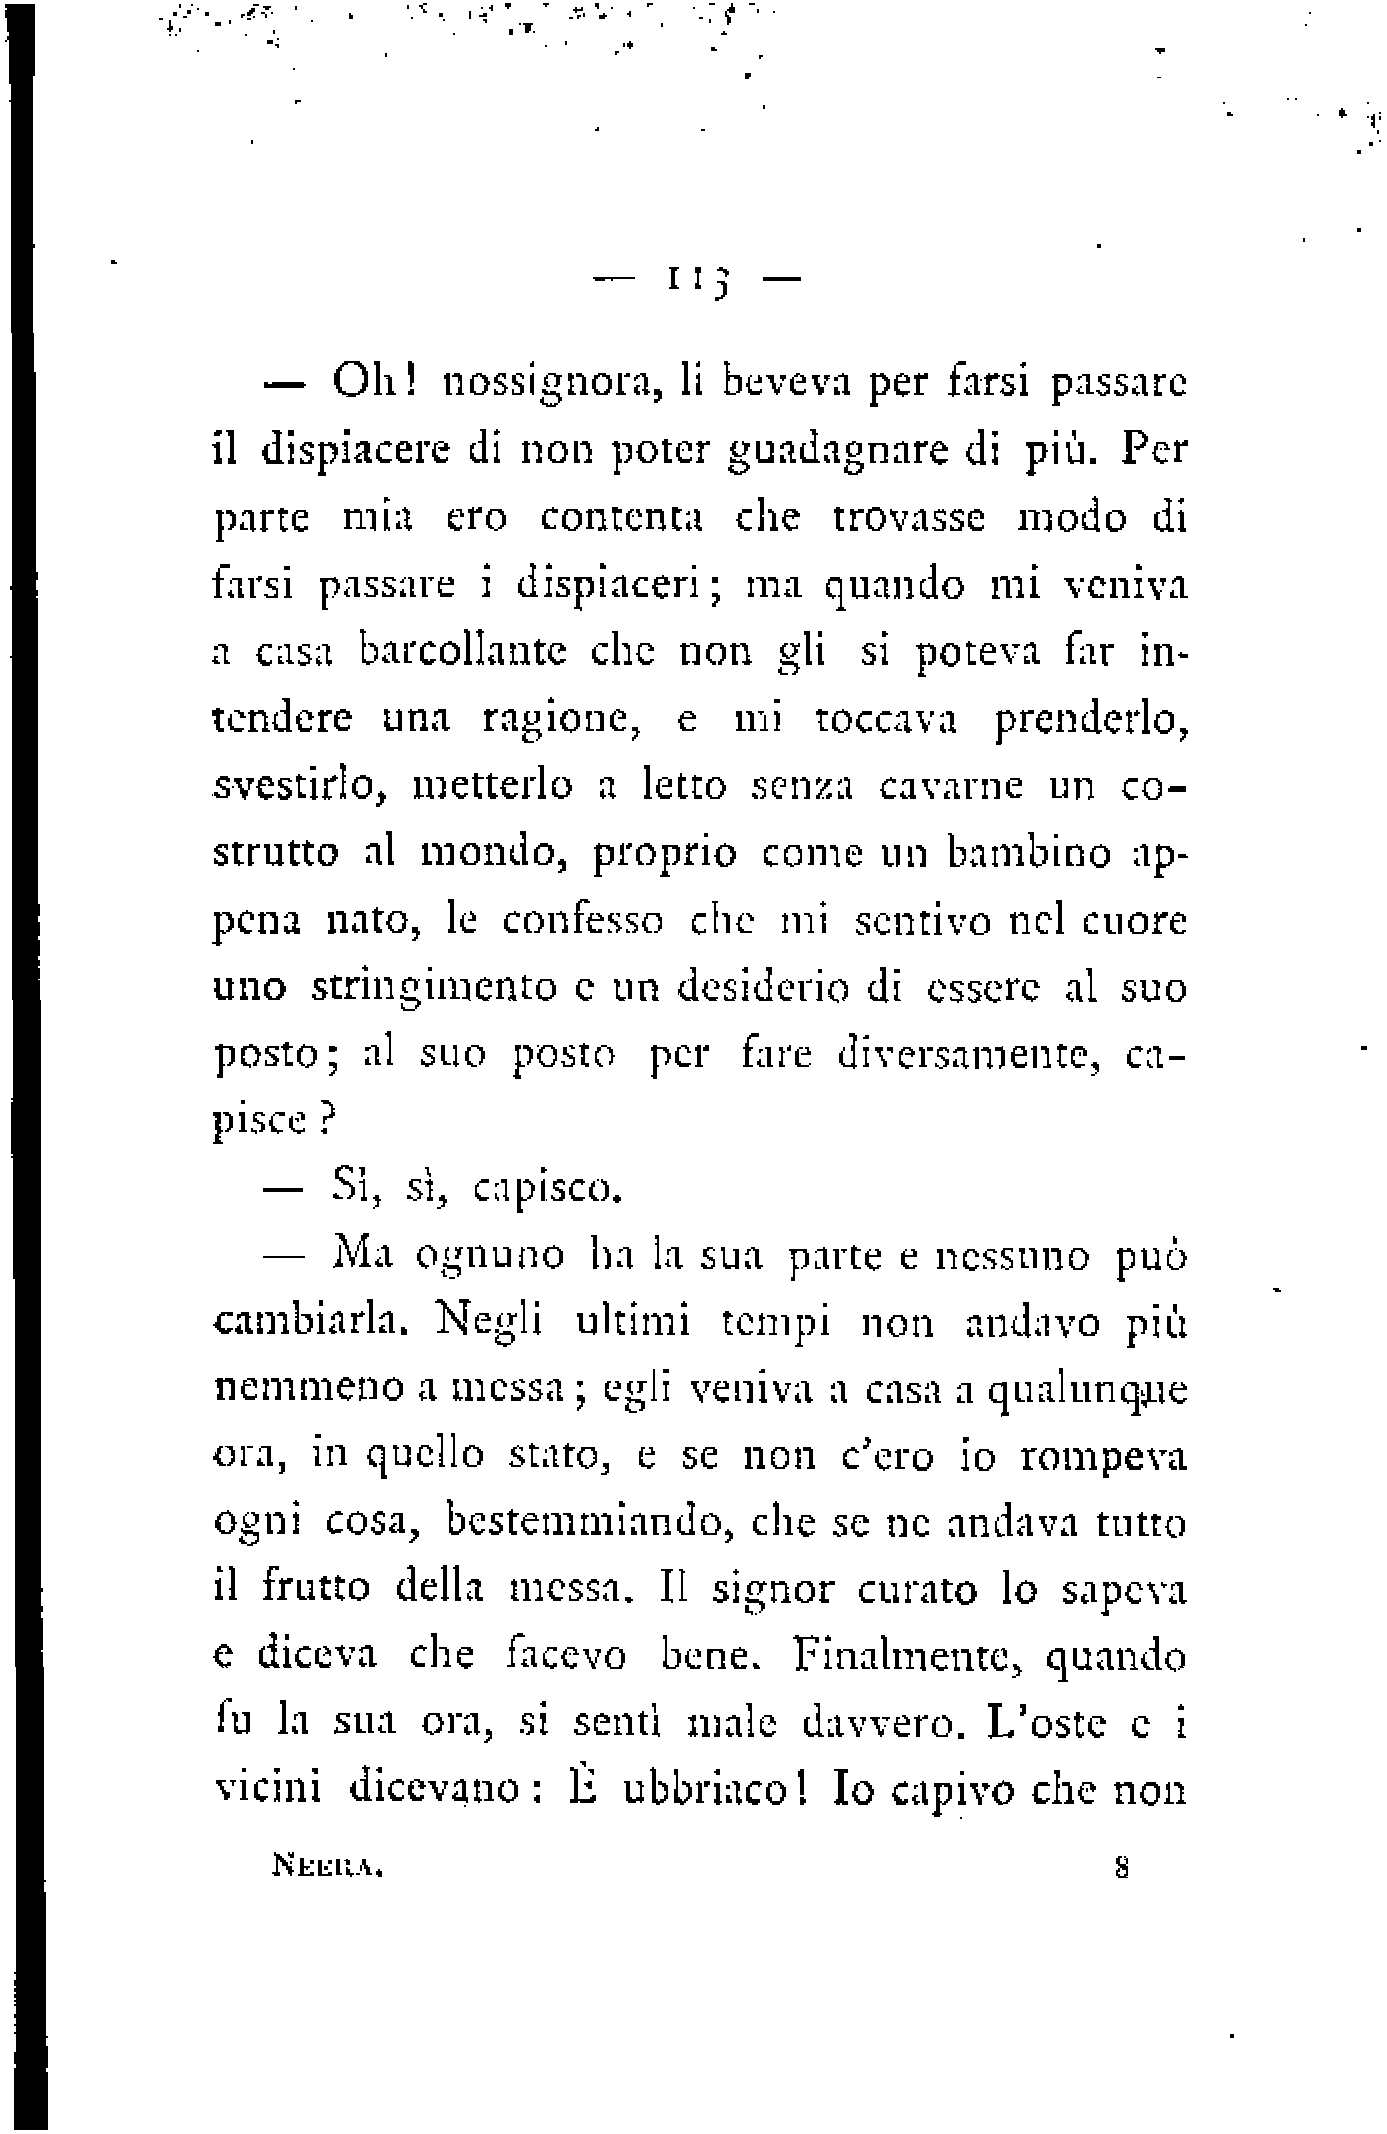 — 113 —
— Oh! nossignora, li beveva per farsi passare
il dispiacere di non poter guadagnare di più. Per
parte mia ero contenta che trovasse modo di
farsi passare i dispiaceri; ma quando mi veniva
a casa barcollante che non gli si poteva far in-
tendere una ragione, e mi toccava prenderlo,
svestirlo, metterlo a letto senza cavarne un co-
strutto al mondo, proprio come un bambino ap-
pena nato, le confesso che mi sentivo nel cuore
uno stringimento e un desiderio di essere al suo
posto; al suo posto per fare diversamente, ca-
pisce?
— Sì, sì, capisco.
— Ma ognuno ha la sua parte e nessuno può
cambiarla. Negli ultimi tempi non andavo più
nemmeno a messa; egli veniva a casa a qualunque
ora, in quello stato, e se non c'ero io rompeva
ogni cosa, bestemmiando, che se ne andava tutto
il frutto della messa. Il signor curato lo sapeva
e diceva che facevo bene. Finalmente, quando
fu la sua ora, si sentì male davvero. L'oste e i
vicini dicevano: È ubbriaco! Io capivo che non
NEERA. 8